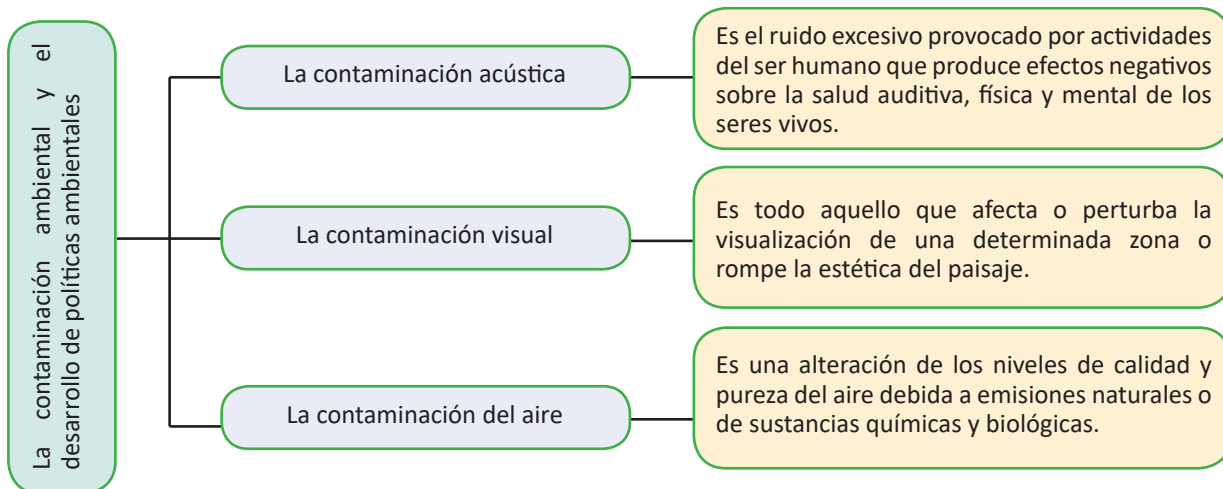 La contaminación ambiental y el
desarrollo de políticas ambientales
La contaminación acústica
Es el ruido excesivo provocado por actividades
del ser humano que produce efectos negativos
sobre la salud auditiva, física y mental de los
seres vivos.
La contaminación visual
Es todo aquello que afecta o perturba la
visualización de una determinada zona o
rompe la estética del paisaje.
La contaminación del aire
Es una alteración de los niveles de calidad y
pureza del aire debida a emisiones naturales o
de sustancias químicas y biológicas.